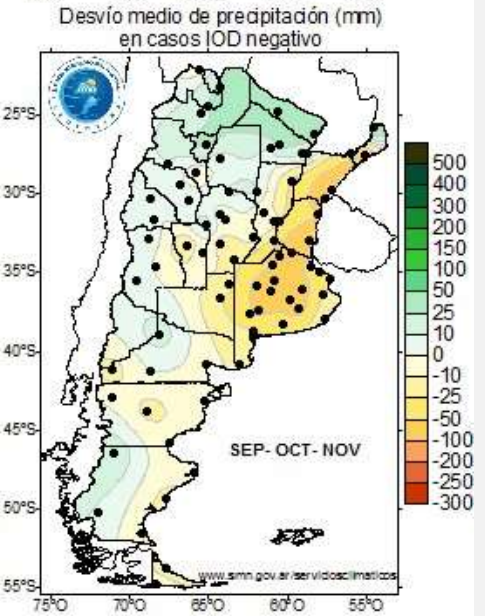 Desvío medio de precipitación (mm)
en casos IOD negativo
25°S
30°S
35°S
40°S
45°S
50°S
55°S
75°O
70°O
65°O
60°O
55°O
500
400
300
200
150
100
50
25
10
0
-10
-25
-50
-100
-200
-250
-300
SEP- OCT- NOV
www.smn.gov.ar/serviciosclimaticos